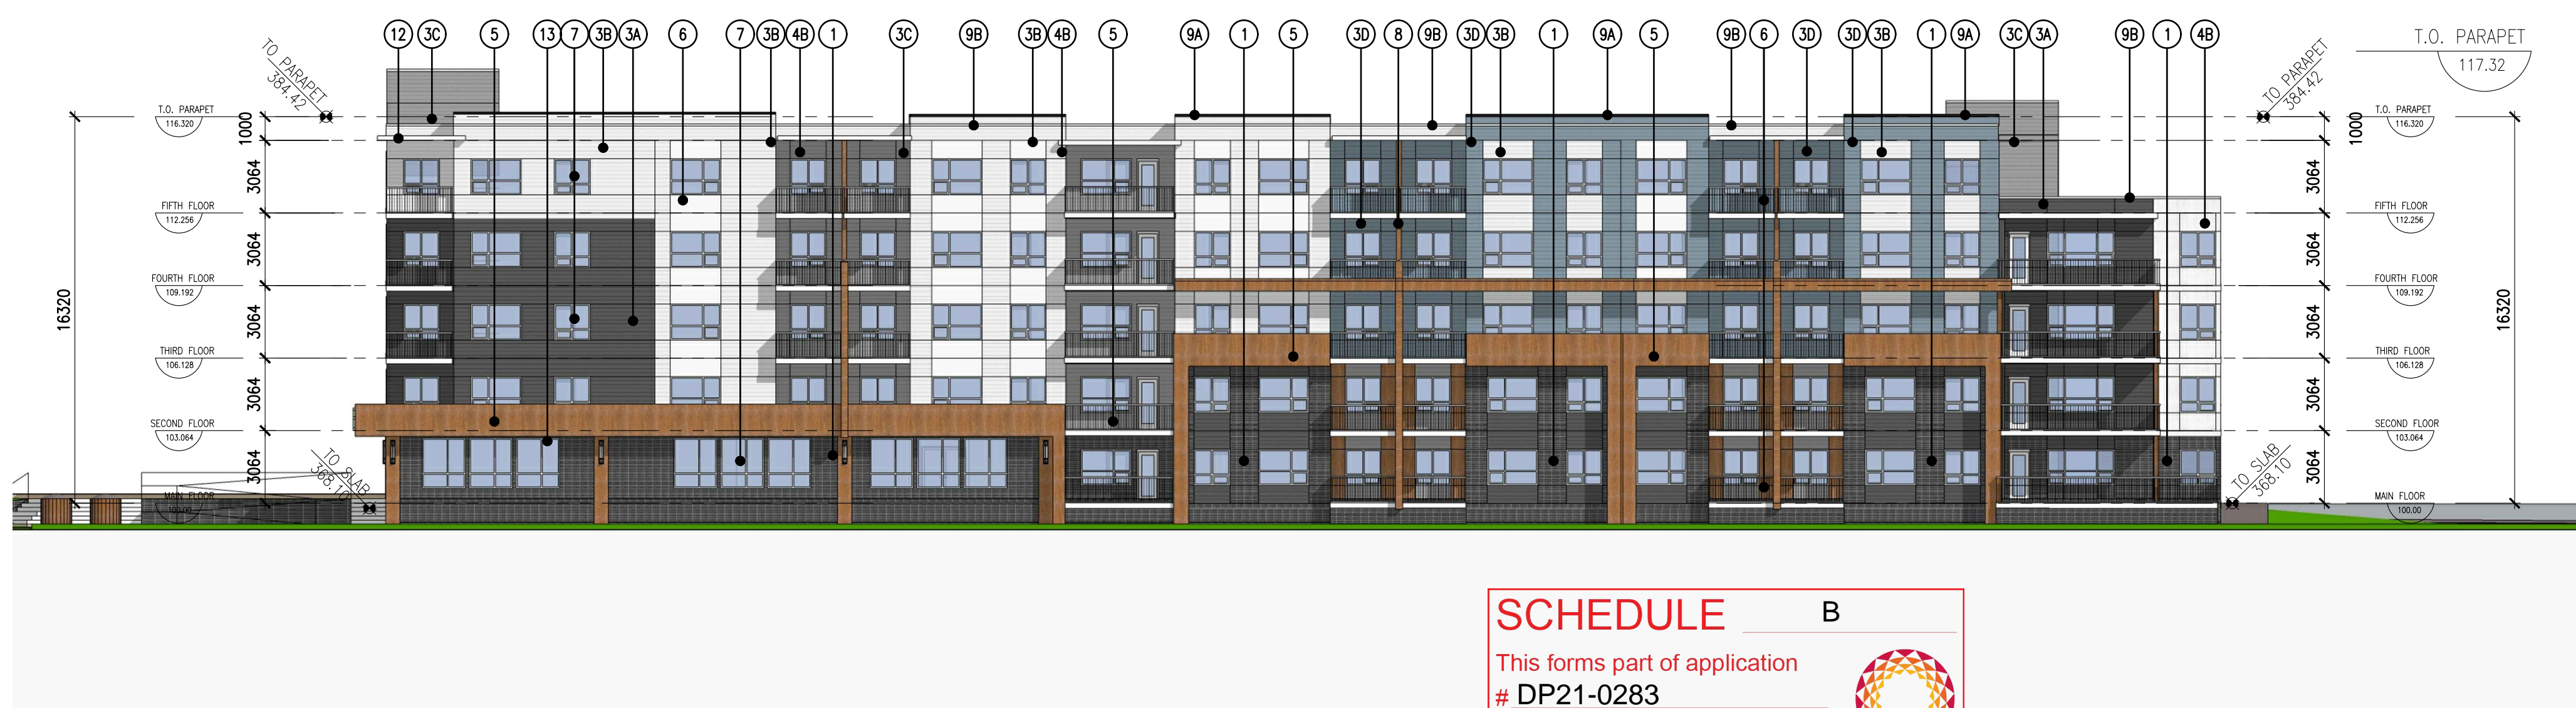 12 3C 5 13 7 3B 3A 6 7 3B 4B 1 3C 9B 3B 4B 5 9A 1 5 3D 8 9B 3D 3B 1 9A 5 9B 6 3D 3D 3B 1 9A 3C 3A 9B 1 4B
T.O. PARAPET
117.32
TO PARAPET
384.42
TO PARAPET
384.42
T.O. PARAPET
116.320
1000
3064
FIFTH FLOOR
112.256
3064
FOURTH FLOOR
109.192
3064
THIRD FLOOR
106.128
3064
SECOND FLOOR
103.064
3064
MAIN FLOOR
100.00
16320
TO SLAB
368.10
T.O. PARAPET
116.320
1000
3064
FIFTH FLOOR
112.256
3064
FOURTH FLOOR
109.192
3064
THIRD FLOOR
106.128
3064
SECOND FLOOR
103.064
3064
MAIN FLOOR
100.00
16320
TO SLAB
368.10
SCHEDULE B
This forms part of application
# DP21-0283